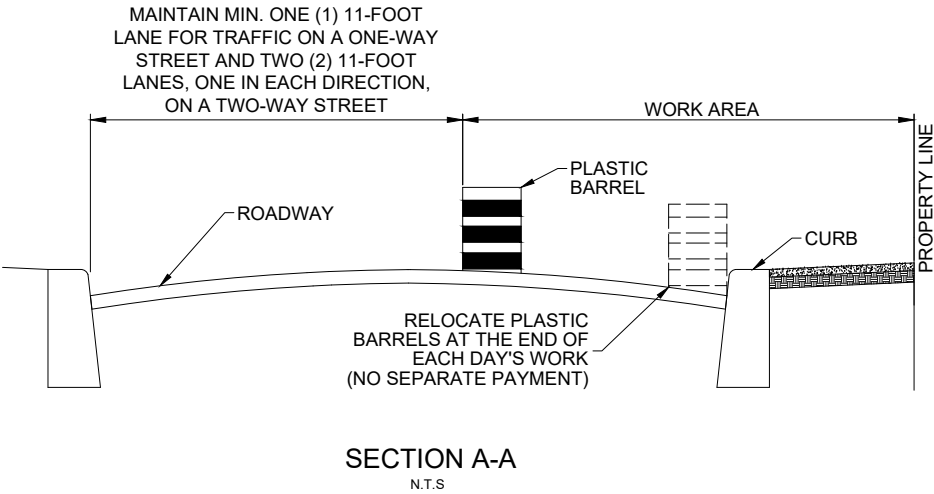 MAINTAIN MIN. ONE (1) 11-FOOT
LANE FOR TRAFFIC ON A ONE-WAY
STREET AND TWO (2) 11-FOOT
LANES, ONE IN EACH DIRECTION,
ON A TWO-WAY STREET
WORK AREA
PROPERTY LINE
PLASTIC
BARREL
ROADWAY
CURB
RELOCATE PLASTIC
BARRELS AT THE END OF
EACH DAY'S WORK
(NO SEPARATE PAYMENT)
SECTION A-A
N.T.S